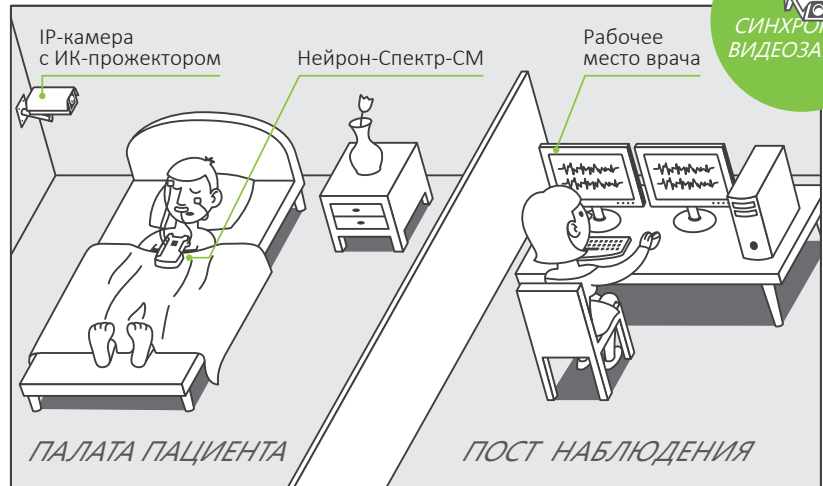 IP-камера
с ИК-прожектором
Нейрон-Спектр-СМ
Рабочее
место врача
ПАЛАТА ПАЦИЕНТА
ПОСТ НАБЛЮДЕНИЯ